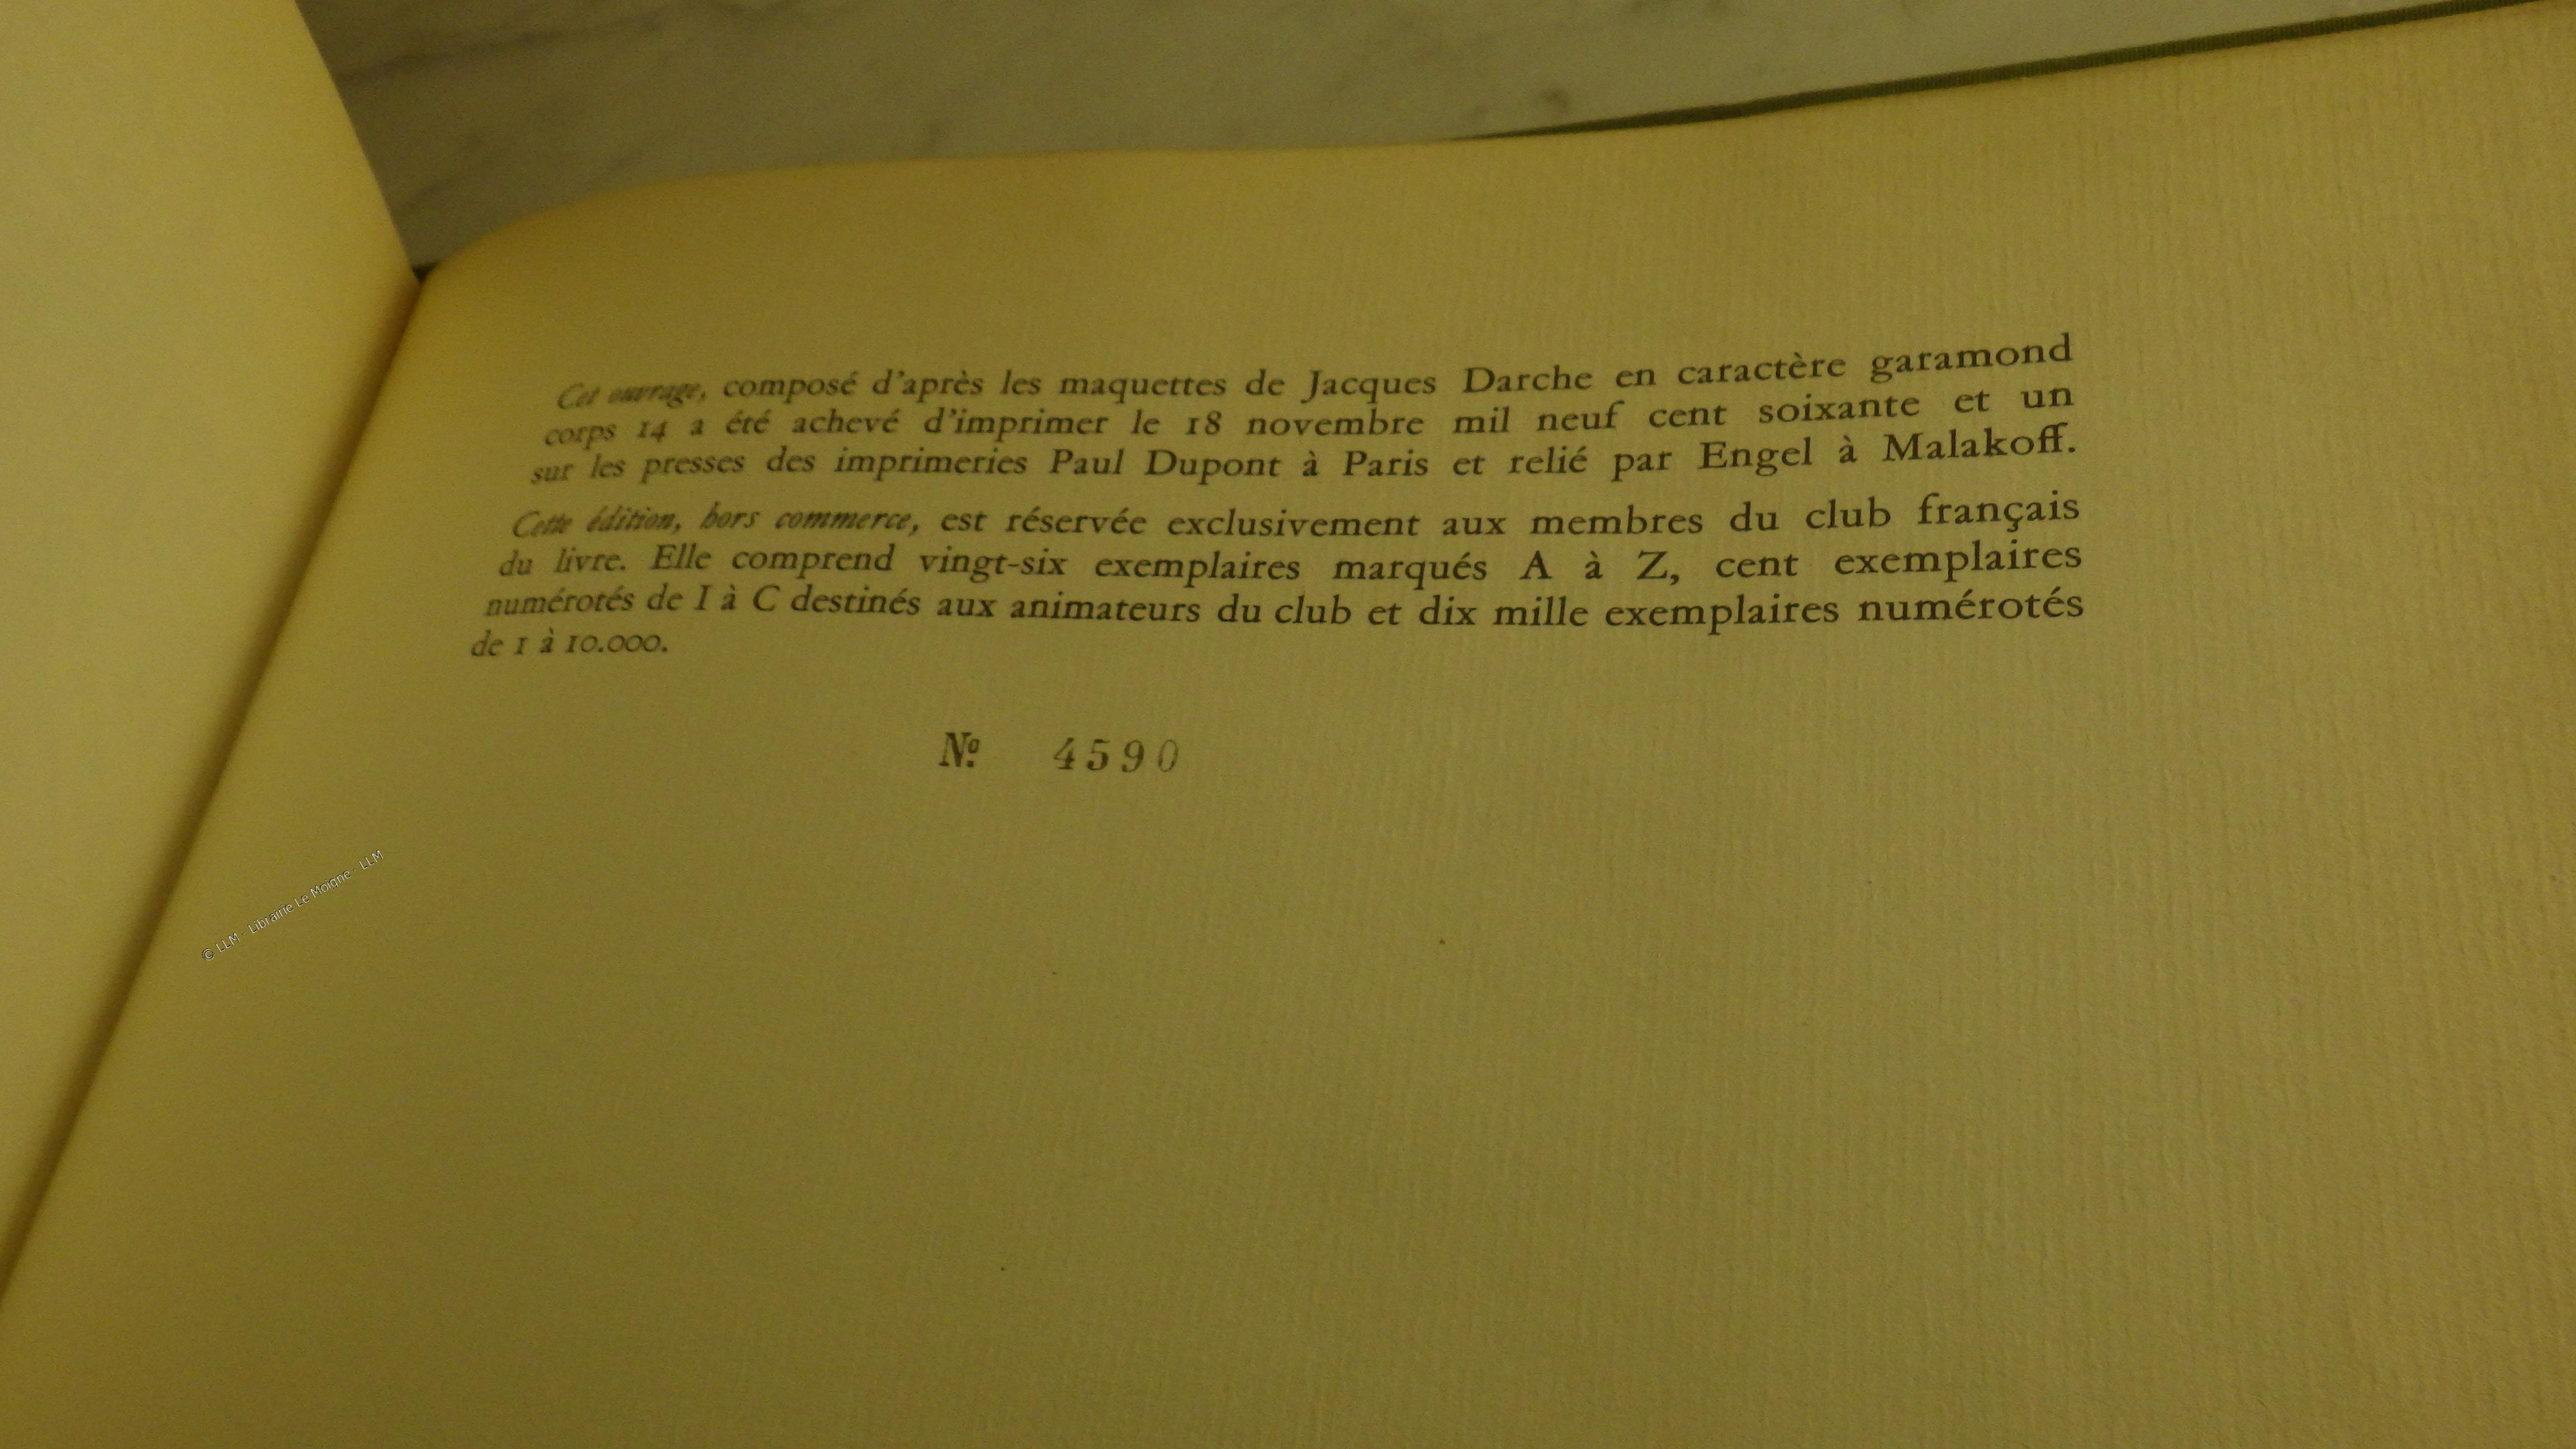 Cet ouvrage, composé d'après les maquettes de Jacques Darche en caractère garamond
corps 14 a été achevé d'imprimer le 18 novembre mil neuf cent soixante et un
sur les presses des imprimeries Paul Dupont à Paris et relié par Engel à Malakoff.
Cette édition, hors commerce, est réservée exclusivement aux membres du club français
du livre. Elle comprend vingt-six exemplaires marqués A à Z, cent exemplaires
numérotés de I à C destinés aux animateurs du club et dix mille exemplaires numérotés
de 1 à 10.000.
Nº 4590
© LLM - Librairie Le Moigne - LLM